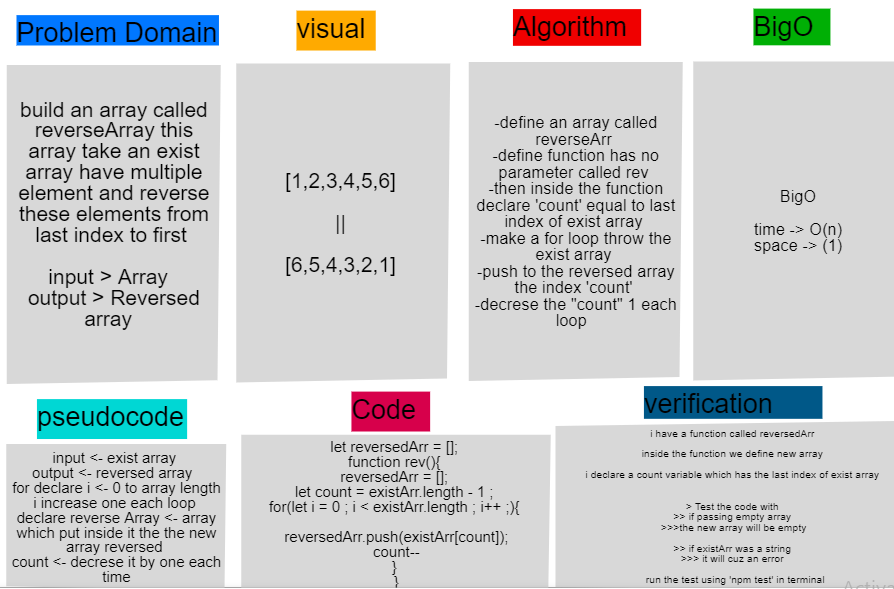 Problem Domain
build an array called
reverseArray this
array take an exist
array have multiple
element and reverse
these elements from
last index to first
input > Array
output > Reversed
array
visual
[1,2,3,4,5,6]
||
[6,5,4,3,2,1]
Algorithm
-define an array called
reverseArr
-define function has no
parameter called rev
-then inside the function
declare 'count' equal to last
index of exist array
-make a for loop throw the
exist array
-push to the reversed array
the index 'count'
-decrese the "count" 1 each
loop
BigO
BigO
time -> O(n)
space -> (1)
pseudocode
input <- exist array
output <- reversed array
for declare i <- 0 to array length
i increase one each loop
declare reverse Array <- array
which put inside it the the new
array reversed
count <- decrese it by one each
time
Code
let reversedArr = [];
function rev(){
reversedArr = [];
let count = existArr.length - 1 ;
for(let i = 0 ; i < existArr.length ; i++ ;){
reversedArr.push(existArr[count]);
count--
}
}
verification
i have a function called reversedArr
inside the function we define new array
i declare a count variable which has the last index of exist array
> Test the code with
>> if passing empty array
>>>the new array will be empty
>> if existArr was a string
>>> it will cuz an error
run the test using 'npm test' in terminal